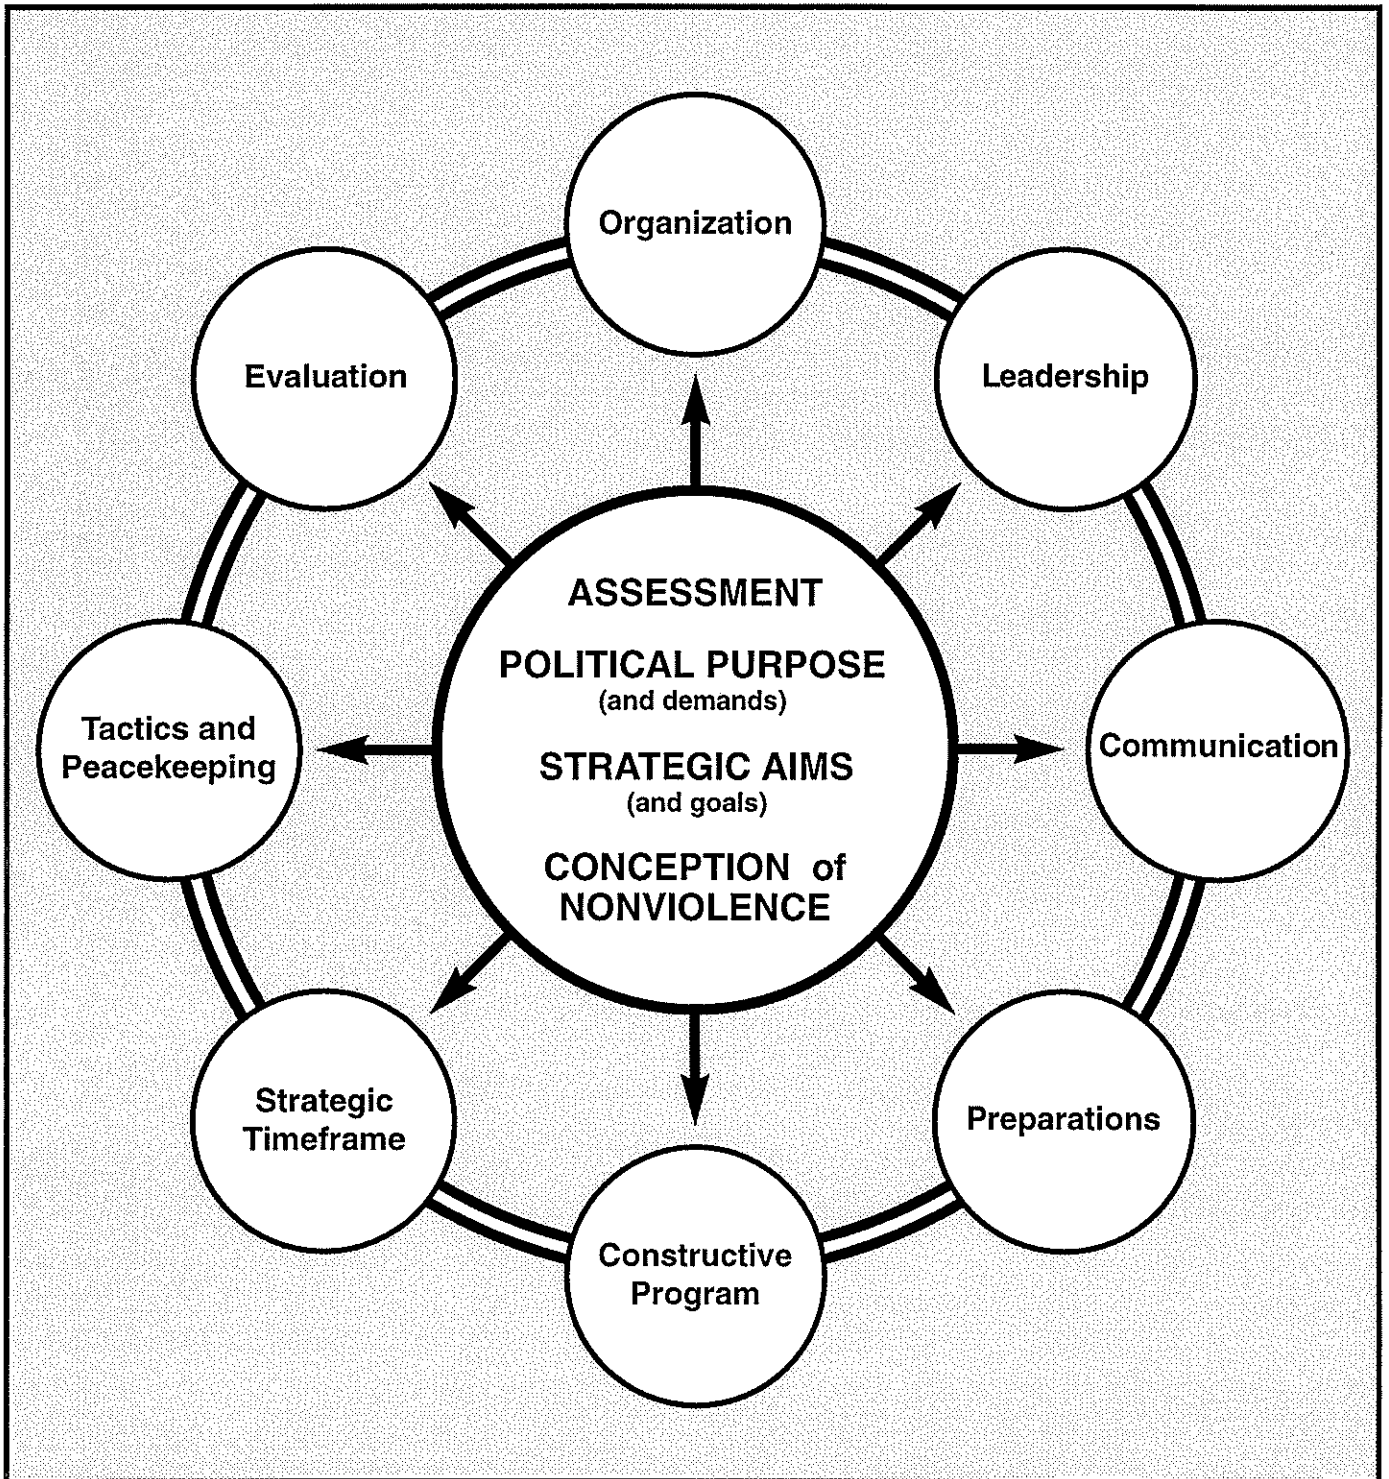 Organization
Evaluation
Leadership
ASSESSMENT
POLITICAL PURPOSE
(and demands)
STRATEGIC AIMS
(and goals)
CONCEPTION of
NONVIOLENCE
Tactics and
Peacekeeping
Communication
Strategic
Timeframe
Preparations
Constructive
Program